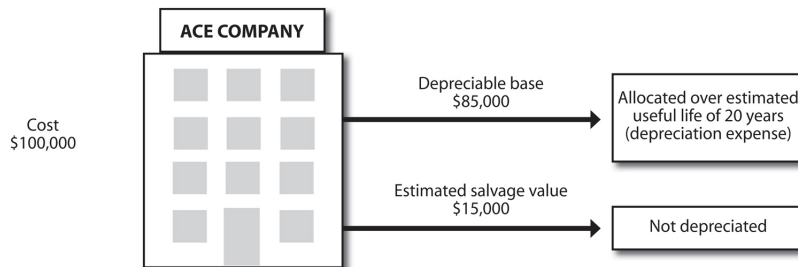 ACE COMPANY
Cost
$100,000
Depreciable base
$85,000
Allocated over estimated
useful life of 20 years
(depreciation expense)
Estimated salvage value
$15,000
Not depreciated